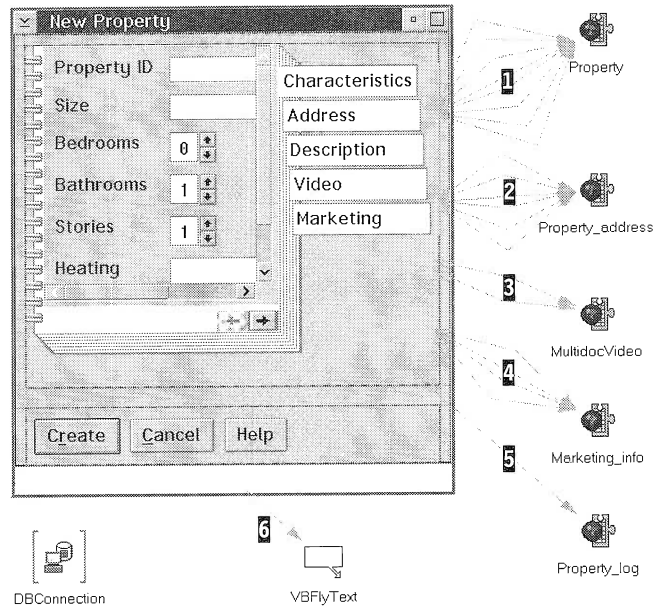 New Property
Property ID
Size
Bedrooms
0
Bathrooms
1
Stories
1
Heating
Characteristics
Address
Description
Video
Marketing
Create
Cancel
Help
1
Property
2
Property_address
3
MultidocVideo
4
Marketing_info
5
Property_log
6
DBConnection
VBFlyText